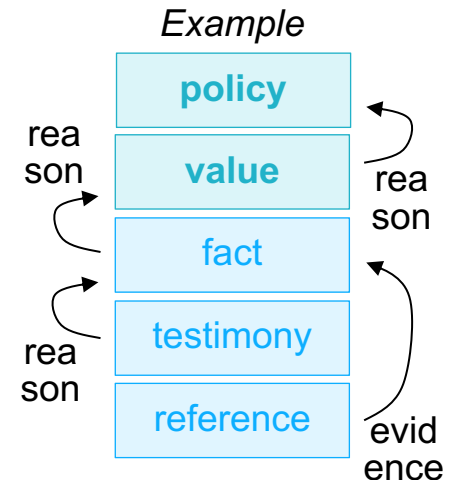 Example
policy
rea
son
value
rea
son
fact
testimony
rea
son
reference
evid
ence